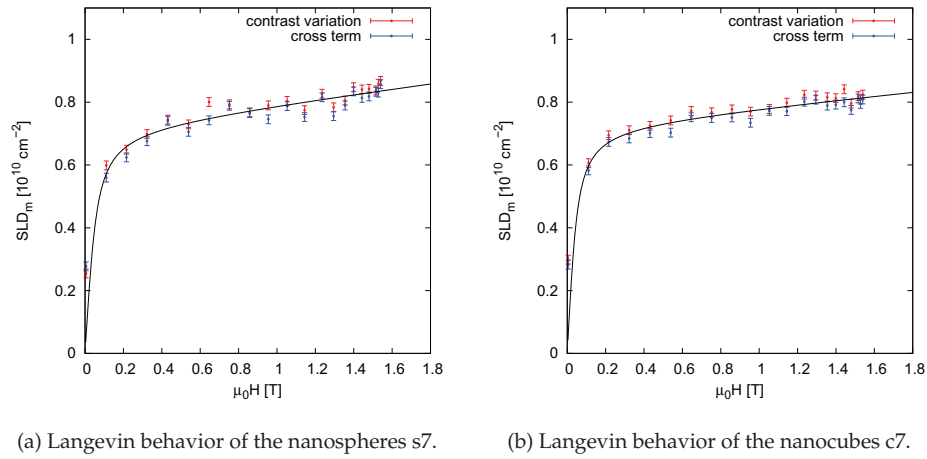 contrast variation
cross term
SLDm [10^10 cm^-2]
1
0.8
0.6
0.4
0.2
0
0 0.2 0.4 0.6 0.8 1 1.2 1.4 1.6 1.8
μ0H [T]
(a) Langevin behavior of the nanospheres s7.
contrast variation
cross term
SLDm [10^10 cm^-2]
1
0.8
0.6
0.4
0.2
0
0 0.2 0.4 0.6 0.8 1 1.2 1.4 1.6 1.8
μ0H [T]
(b) Langevin behavior of the nanocubes c7.